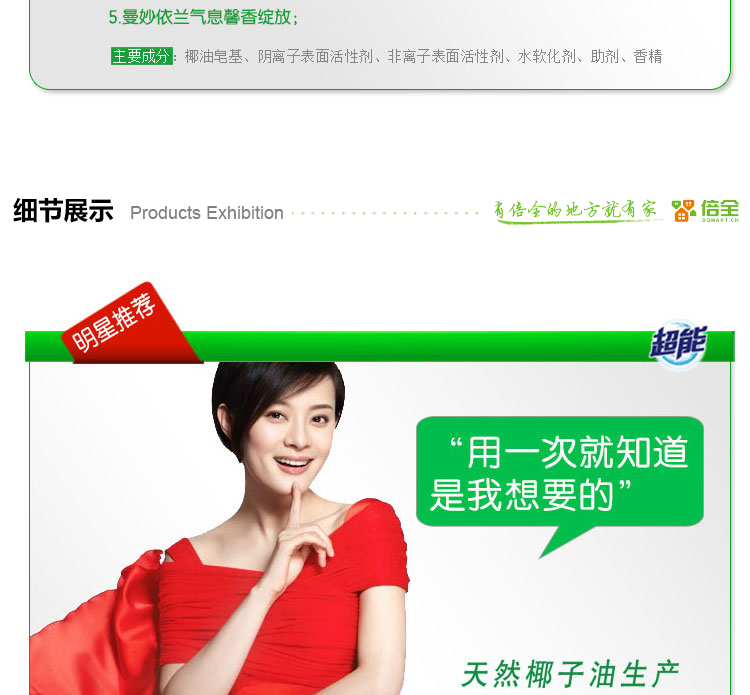 5.曼妙依兰气息馨香绽放；
主要成分：椰油皂基、阴离子表面活性剂、非离子表面活性剂、水软化剂、助剂、香精
细节展示 Products Exhibition 有倍全的地方就有家 倍全
BOMART.CN
明星推荐
超能
“用一次就知道
是我想要的”
天然椰子油生产